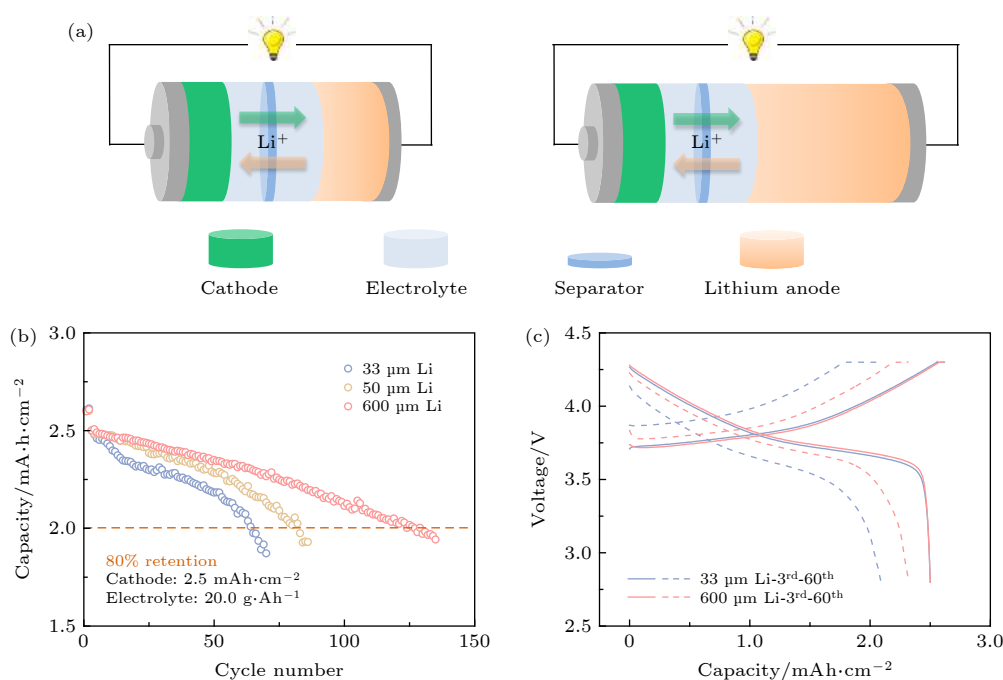 (a)
Li⁺
Li⁺
Cathode
Electrolyte
Separator
Lithium anode
(b)
3.0
2.5
2.0
1.5
0
50
100
150
Capacity/mA·h·cm⁻²
Cycle number
33 µm Li
50 µm Li
600 µm Li
80% retention
Cathode: 2.5 mAh·cm⁻²
Electrolyte: 20.0 g·Ah⁻¹
(c)
4.5
4.0
3.5
3.0
2.5
0
1.0
2.0
3.0
Voltage/V
Capacity/mAh·cm⁻²
33 µm Li-3ʳᵈ-60ᵗʰ
600 µm Li-3ʳᵈ-60ᵗʰ